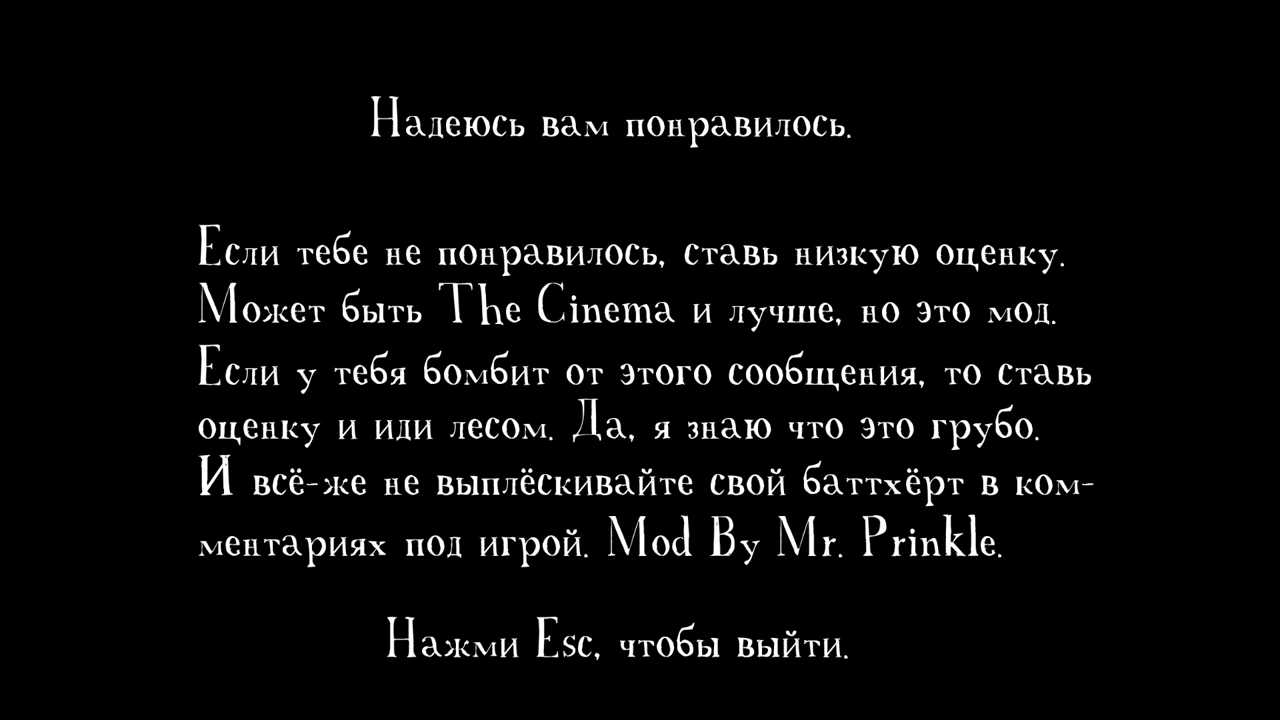 Надеюсь вам понравилось.
Если тебе не понравилось, ставь низкую оценку.
Может быть The Cinema и лучше, но это мод.
Если у тебя бомбит от этого сообщения, то ставь
оценку и иди лесом. Да, я знаю что это грубо.
И всё-же не выплёскивайте свой баттхёрт в ком-
ментариях под игрой. Mod By Mr. Prinkle.
Нажми Esc, чтобы выйти.